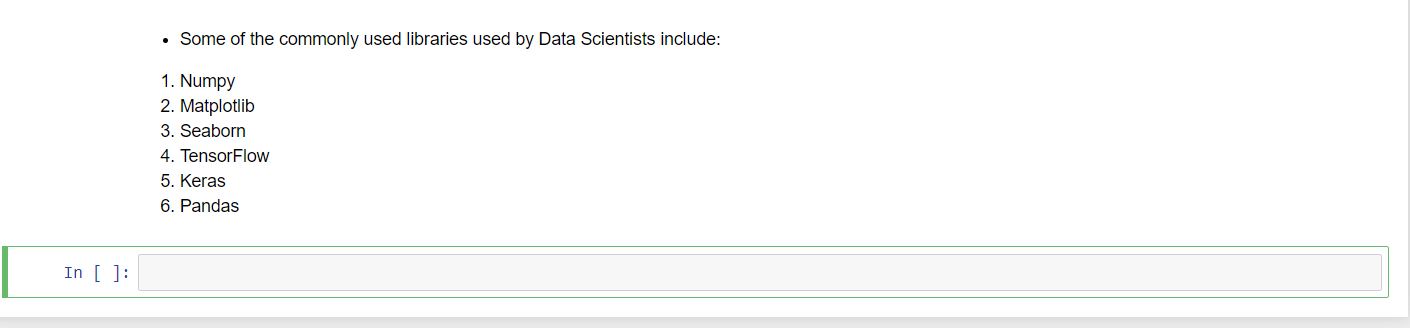 • Some of the commonly used libraries used by Data Scientists include:
1. Numpy
2. Matplotlib
3. Seaborn
4. TensorFlow
5. Keras
6. Pandas
In [ ]: